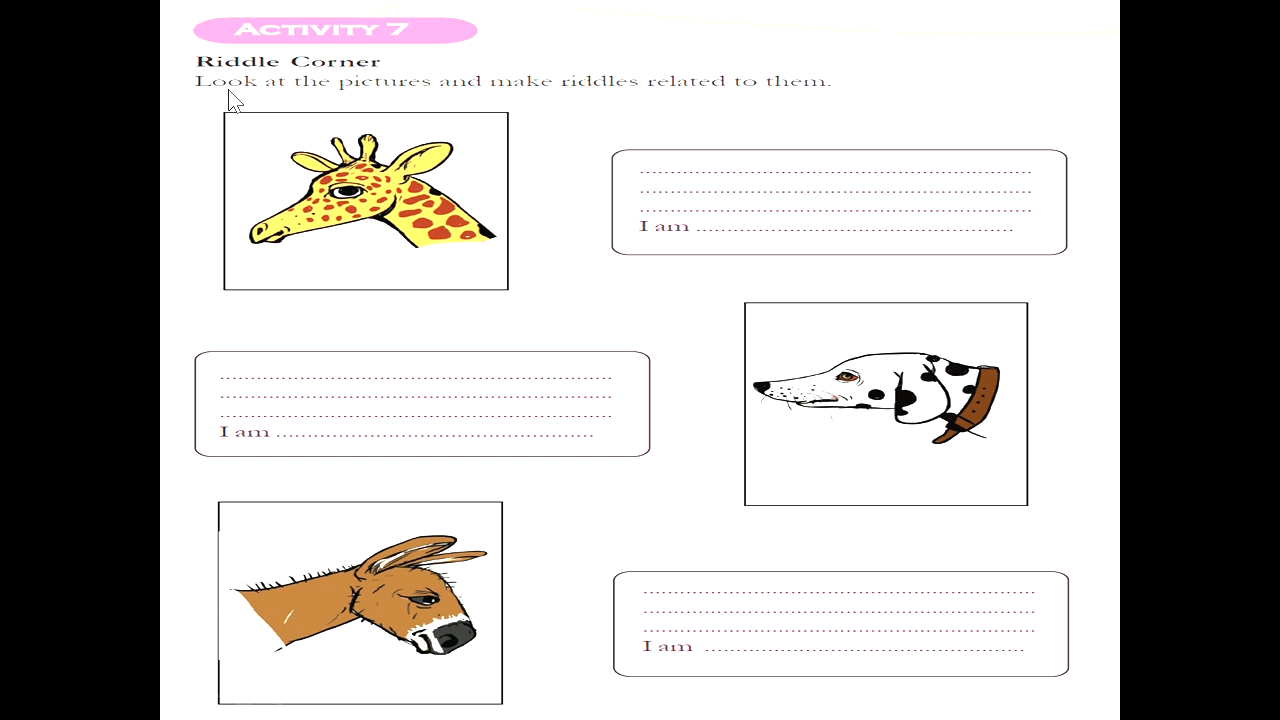 ACTIVITY 7
Riddle Corner
Look at the pictures and make riddles related to them.
I am
I am
I am